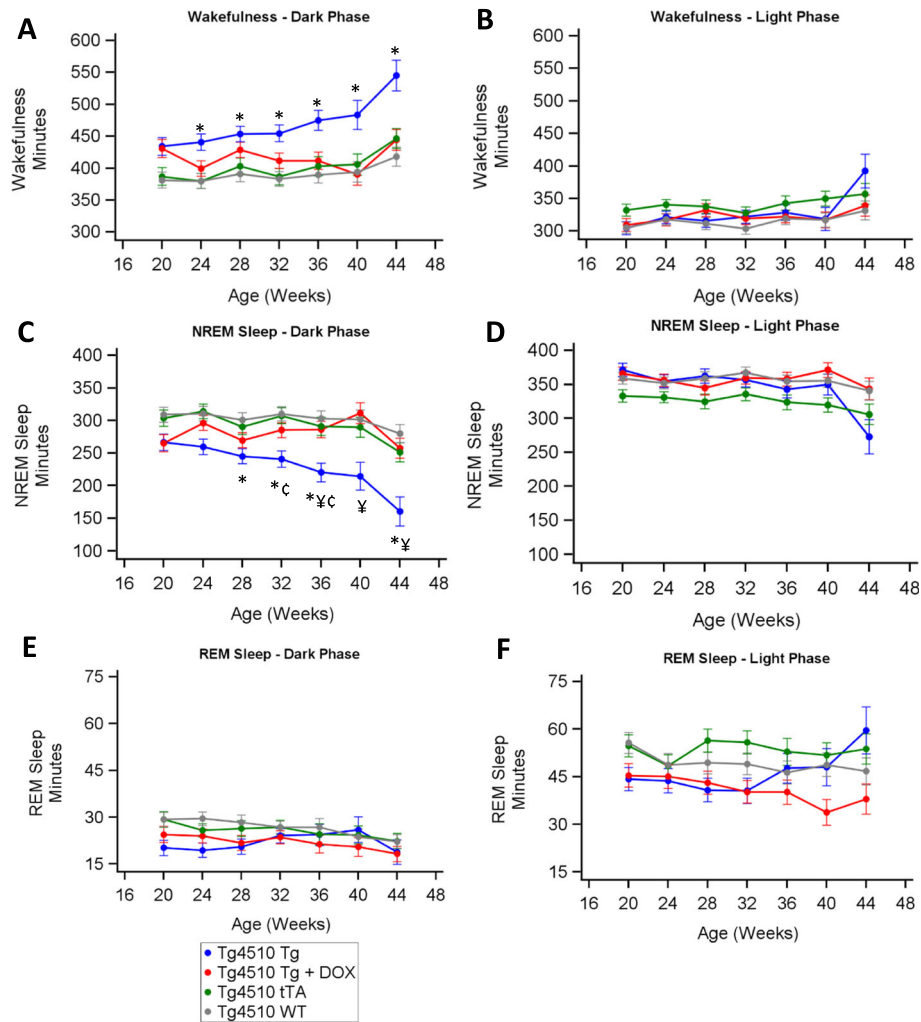 A
Wakefulness - Dark Phase
600
550
500
450
400
350
300
Wakefulness
Minutes
* * * * * * *
16 20 24 28 32 36 40 44 48
Age (Weeks)
B
Wakefulness - Light Phase
600
550
500
450
400
350
300
Wakefulness
Minutes
16 20 24 28 32 36 40 44 48
Age (Weeks)
C
NREM Sleep - Dark Phase
400
350
300
250
200
150
100
NREM Sleep
Minutes
*
*¢
*¥¢
¥
*¥
16 20 24 28 32 36 40 44 48
Age (Weeks)
D
NREM Sleep - Light Phase
400
350
300
250
200
150
100
NREM Sleep
Minutes
16 20 24 28 32 36 40 44 48
Age (Weeks)
E
REM Sleep - Dark Phase
75
60
45
30
15
REM Sleep
Minutes
16 20 24 28 32 36 40 44 48
Age (Weeks)
F
REM Sleep - Light Phase
75
60
45
30
15
REM Sleep
Minutes
16 20 24 28 32 36 40 44 48
Age (Weeks)
Tg4510 Tg
Tg4510 Tg + DOX
Tg4510 tTA
Tg4510 WT